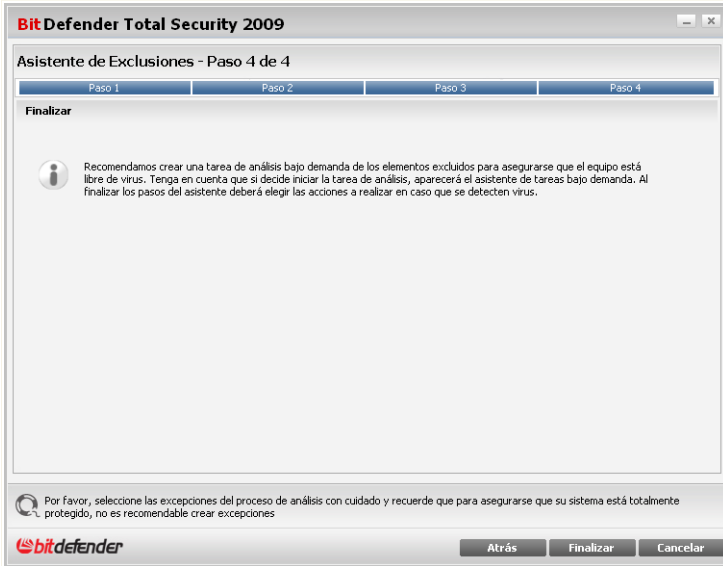 BitDefender Total Security 2009
Asistente de Exclusiones - Paso 4 de 4
Paso 1 Paso 2 Paso 3 Paso 4
Finalizar
Recomendamos crear una tarea de análisis bajo demanda de los elementos excluidos para asegurarse que el equipo está
libre de virus. Tenga en cuenta que si decide iniciar la tarea de análisis, aparecerá el asistente de tareas bajo demanda. Al
finalizar los pasos del asistente deberá elegir las acciones a realizar en caso que se detecten virus.
Por favor, seleccione las excepciones del proceso de análisis con cuidado y recuerde que para asegurarse que su sistema está totalmente
protegido, no es recomendable crear excepciones
bitdefender Atrás Finalizar Cancelar